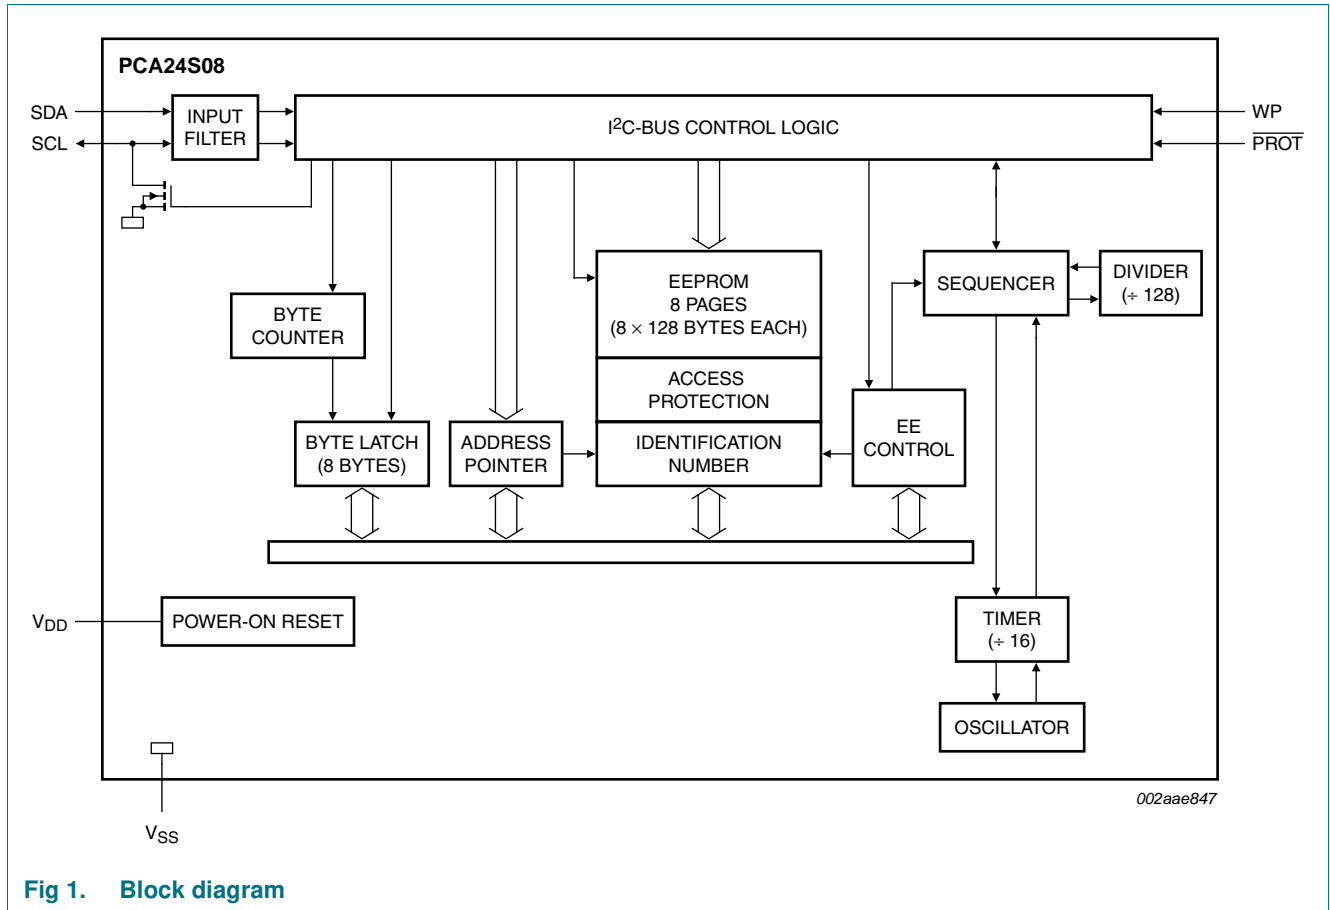 PCA24S08
SDA
SCL
INPUT
FILTER
I²C-BUS CONTROL LOGIC
WP
PROT
BYTE
COUNTER
EEPROM
8 PAGES
(8 × 128 BYTES EACH)
SEQUENCER
DIVIDER
(÷ 128)
ACCESS
PROTECTION
BYTE LATCH
(8 BYTES)
ADDRESS
POINTER
IDENTIFICATION
NUMBER
EE
CONTROL
VDD
POWER-ON RESET
TIMER
(÷ 16)
OSCILLATOR
VSS
002aae847
Fig 1. Block diagram